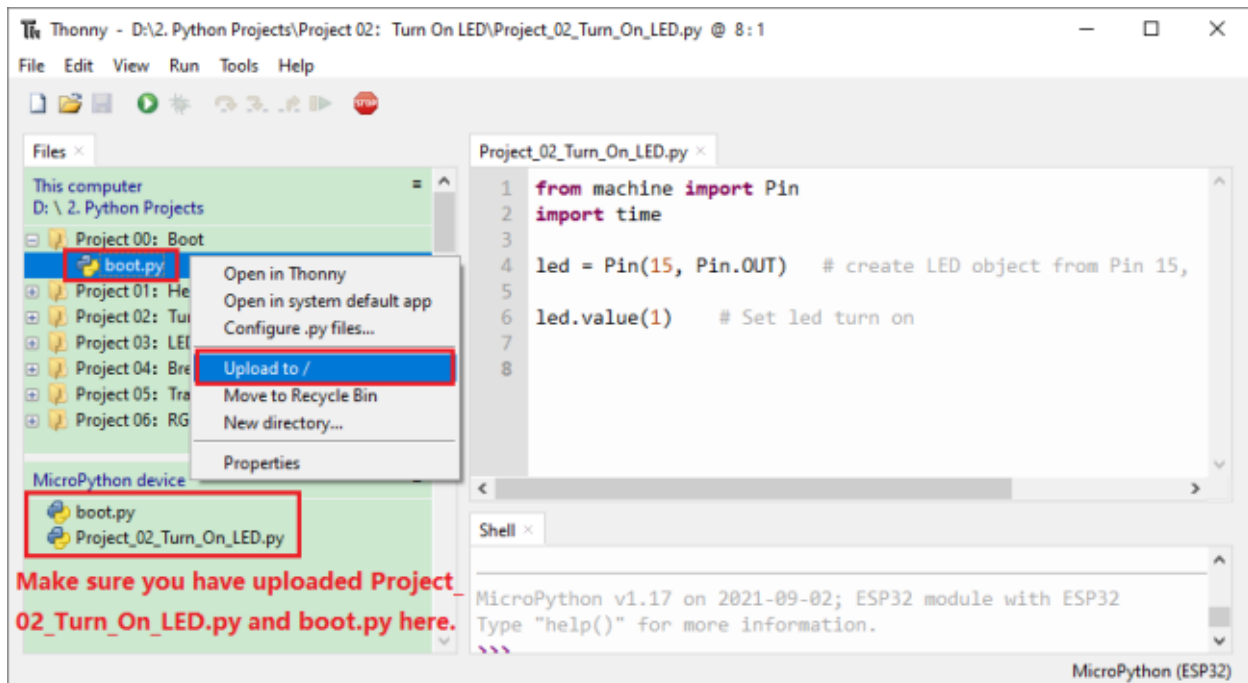 Thonny - D:\2. Python Projects\Project 02: Turn On LED\Project_02_Turn_On_LED.py @ 8:1
File Edit View Run Tools Help
STOP
Files
This computer
D: \ 2. Python Projects
Project 00: Boot
boot.py
Project 01: He
Project 02: Tu
Project 03: LE
Project 04: Bre
Project 05: Tra
Project 06: RG
Open in Thonny
Open in system default app
Configure .py files...
Upload to /
Move to Recycle Bin
New directory...
Properties
MicroPython device
boot.py
Project_02_Turn_On_LED.py
Make sure you have uploaded Project_
02_Turn_On_LED.py and boot.py here.
Project_02_Turn_On_LED.py
1 from machine import Pin
2 import time
3
4 led = Pin(15, Pin.OUT) # create LED object from Pin 15,
5
6 led.value(1) # Set led turn on
7
8
Shell
MicroPython v1.17 on 2021-09-02; ESP32 module with ESP32
Type "help()" for more information.
>>>
MicroPython (ESP32)